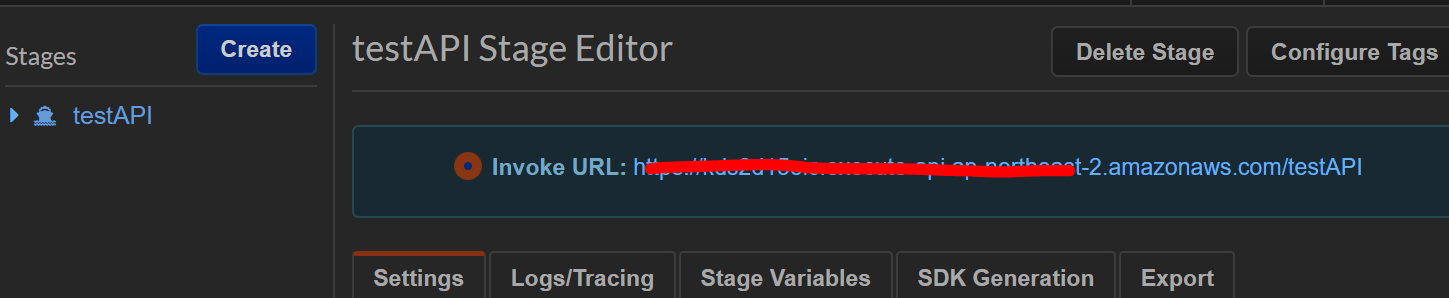 Stages
Create
testAPI
testAPI Stage Editor
Delete Stage
Configure Tags
Invoke URL: t-2.amazonaws.com/testAPI
Settings
Logs/Tracing
Stage Variables
SDK Generation
Export